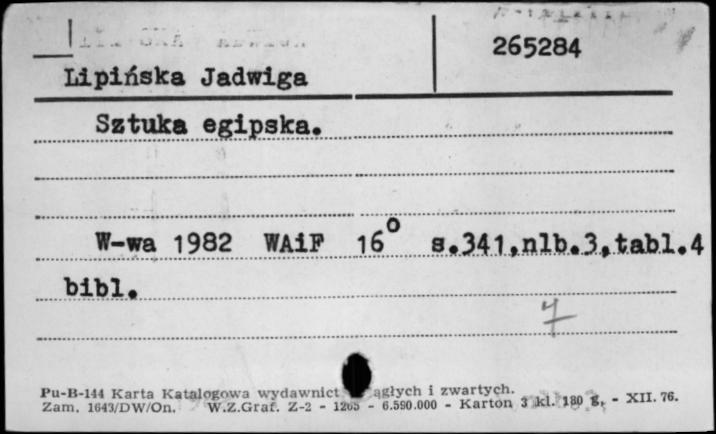 265284
Lipińska Jadwiga
Sztuka egipska.
W-wa 1982 WAiF 16° s.341,nlb.3,tabl.4
bibl.
Pu-B-144 Karta Katalogowa wydawnict ągłych i zwartych.
Zam. 1643/DW/On. W.Z.Graf. Z-2 - 1265 - 6.590.000 - Karton 3 kl. 180 g. - XII. 76.